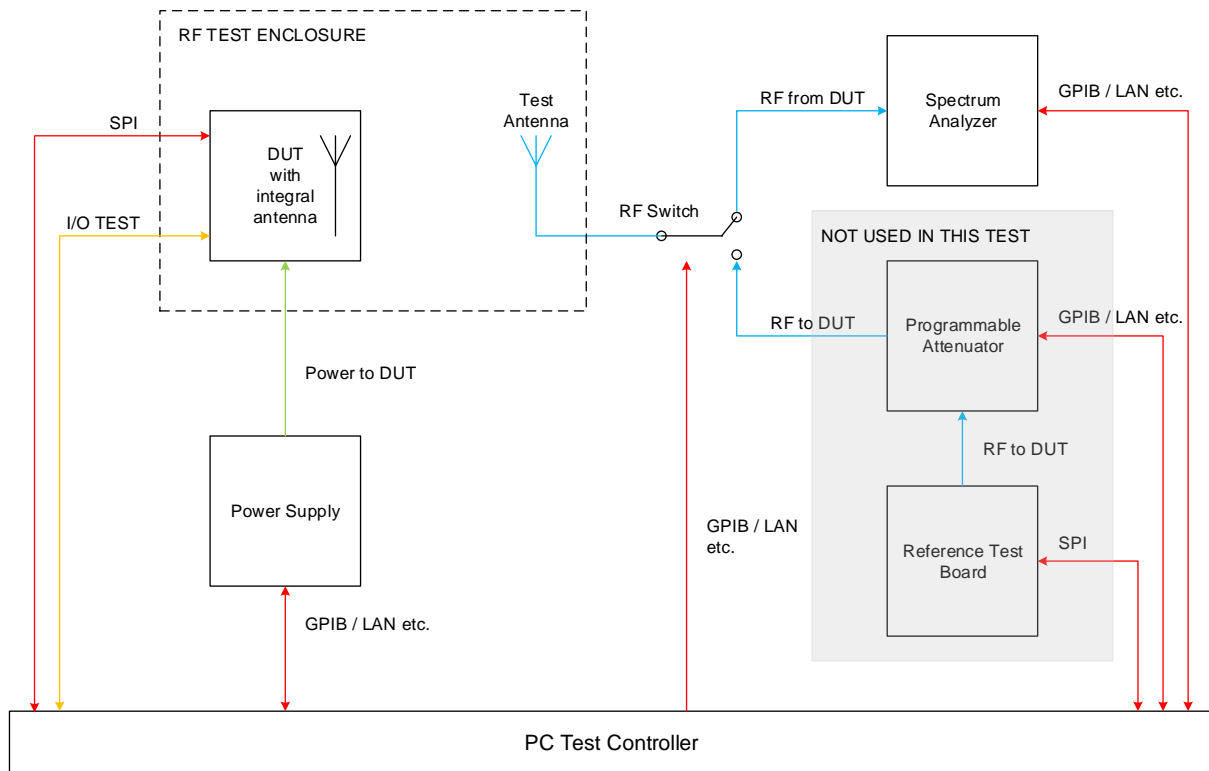 RF TEST ENCLOSURE
SPI
DUT
with
integral
antenna
Test
Antenna
I/O TEST
RF Switch
RF from DUT
Spectrum
Analyzer
GPIB / LAN etc.
NOT USED IN THIS TEST
RF to DUT
Programmable
Attenuator
GPIB / LAN etc.
Power to DUT
RF to DUT
Power Supply
GPIB / LAN
etc.
Reference Test
Board
SPI
GPIB / LAN etc.
PC Test Controller